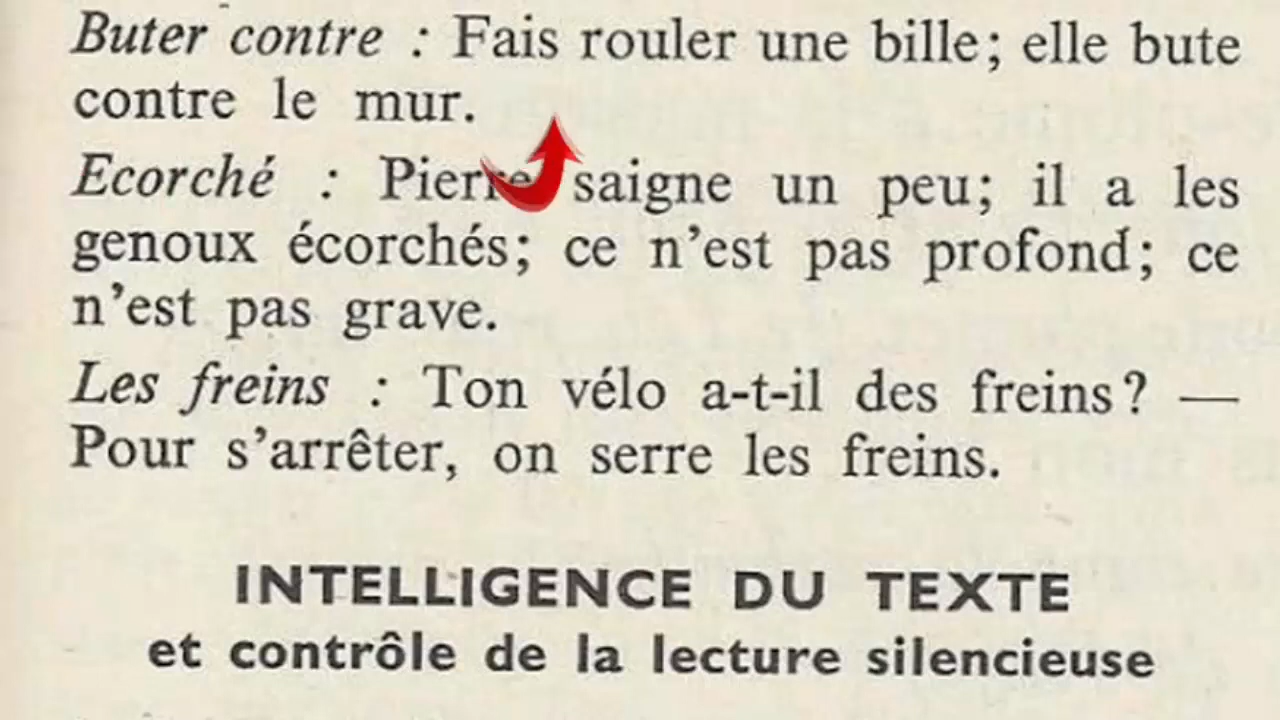 Buter contre : Fais rouler une bille; elle bute
contre le mur.
Ecorché : Pierre saigne un peu; il a les
genoux écorchés; ce n'est pas profond; ce
n'est pas grave.
Les freins : Ton vélo a-t-il des freins? —
Pour s'arrêter, on serre les freins.
INTELLIGENCE DU TEXTE
et contrôle de la lecture silencieuse